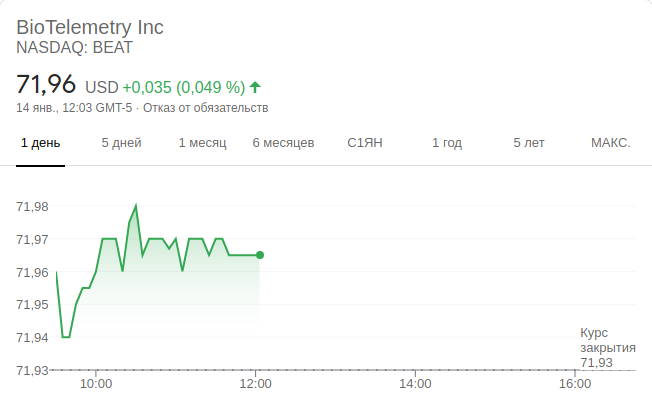 BioTelemetry Inc
NASDAQ: BEAT
71,96 USD +0,035 (0,049 %)
14 янв., 12:03 GMT-5 · Отказ от обязательств
1 день 5 дней 1 месяц 6 месяцев С1ЯН 1 год 5 лет МАКС.
71,98
71,97
71,96
71,95
71,94
71,93
Курс
закрытия
71,93
10:00 12:00 14:00 16:00